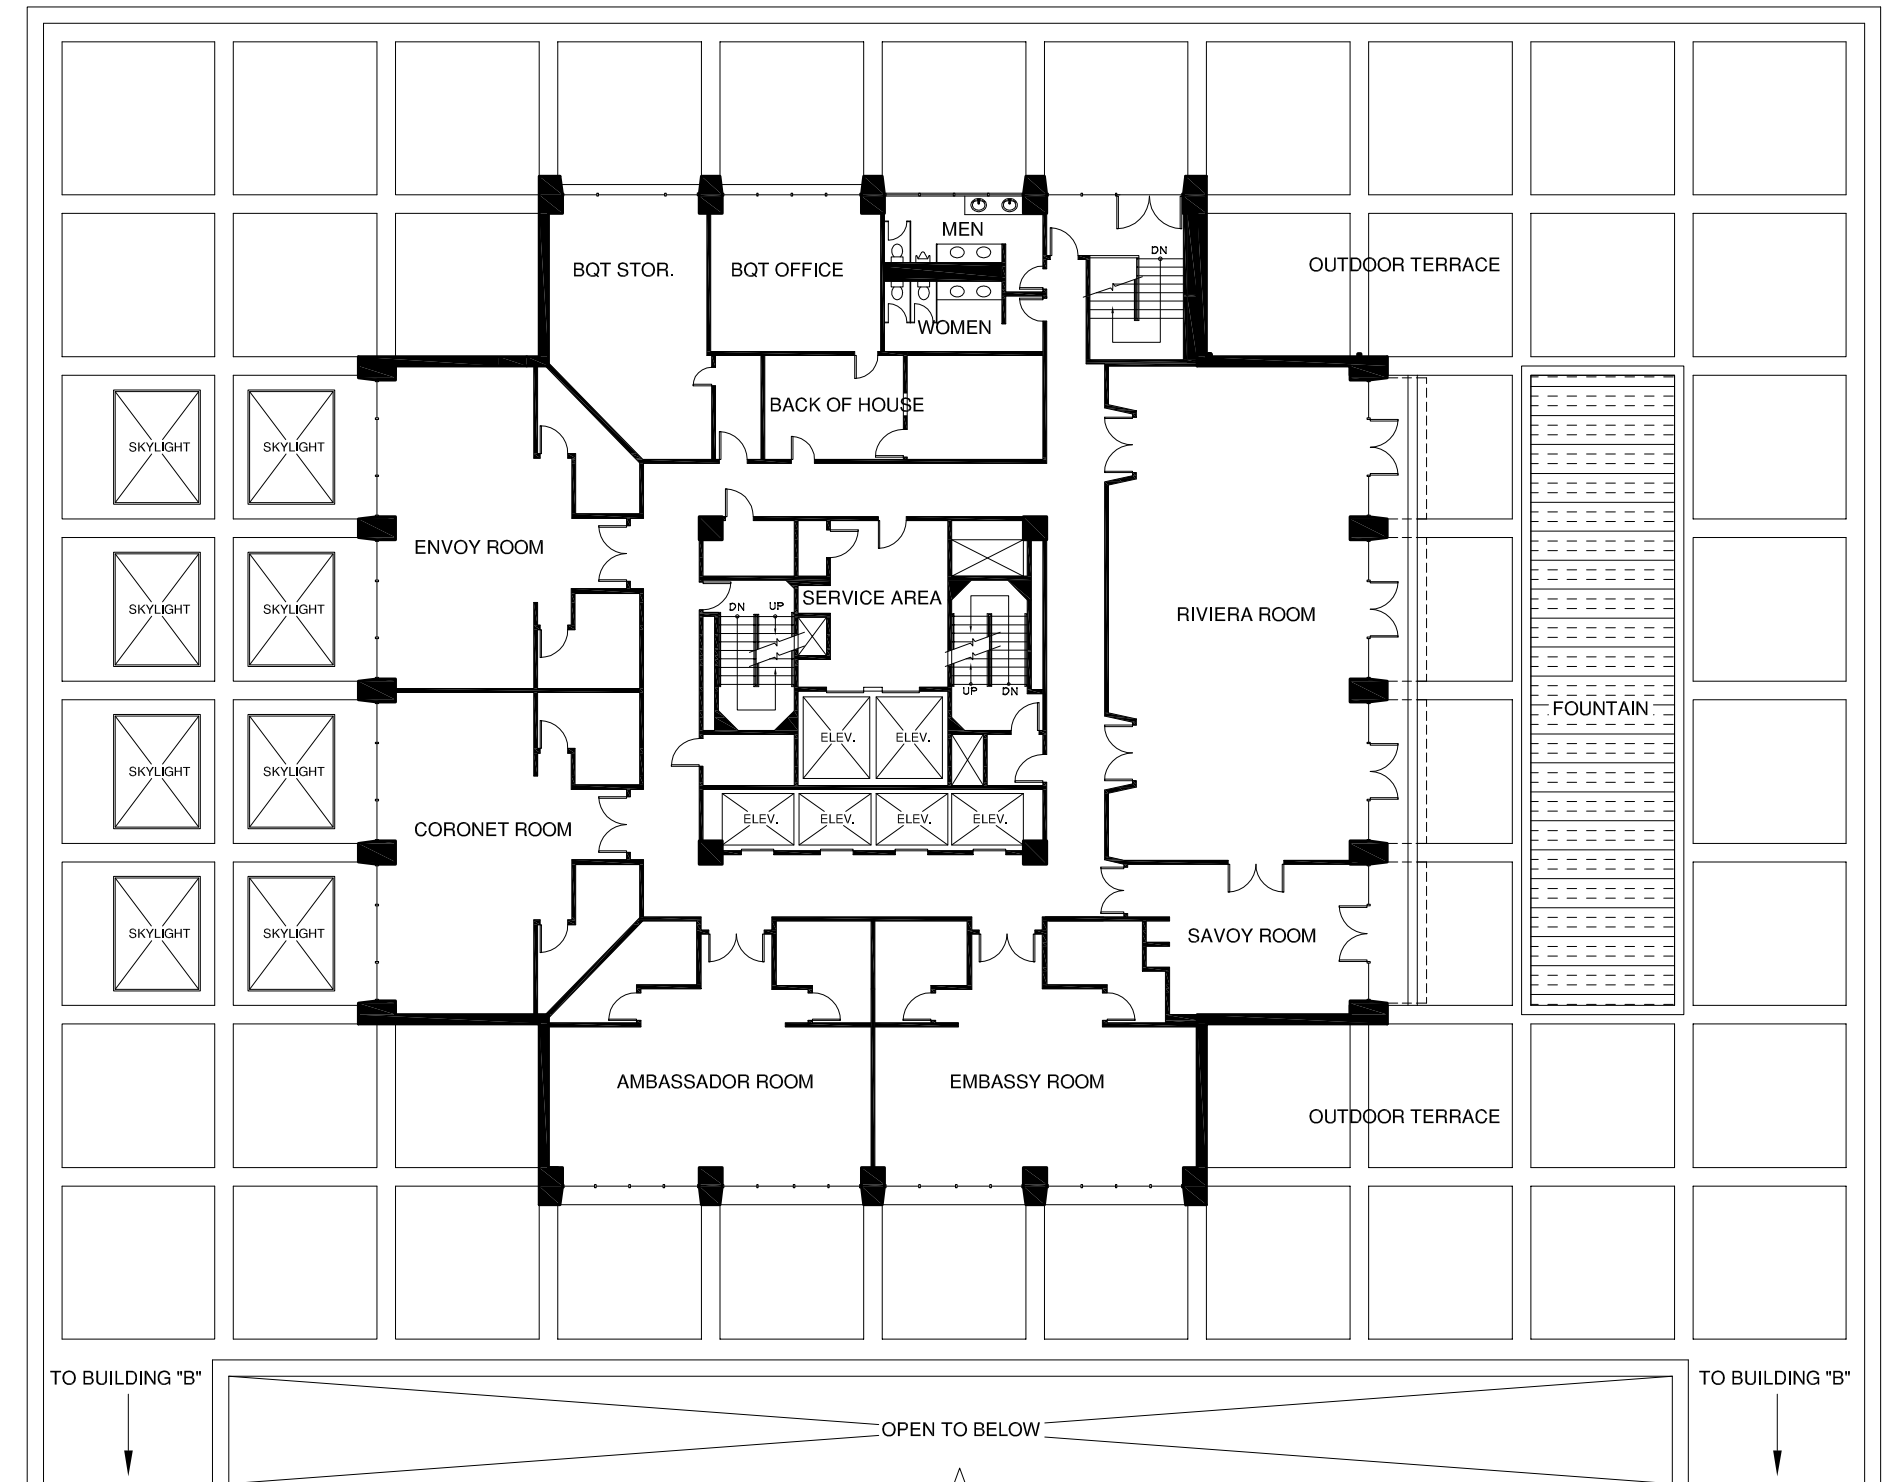 MEN
DN
BQT STOR.
BQT OFFICE
OUTDOOR TERRACE
WOMEN
BACK OF HOUSE
SKYLIGHT
SKYLIGHT
ENVOY ROOM
SERVICE AREA
DN
UP
SKYLIGHT
SKYLIGHT
RIVIERA ROOM
UP
DN
FOUNTAIN
ELEV.
ELEV.
SKYLIGHT
SKYLIGHT
ELEV.
ELEV.
ELEV.
ELEV.
CORONET ROOM
SKYLIGHT
SKYLIGHT
SAVOY ROOM
AMBASSADOR ROOM
EMBASSY ROOM
OUTDOOR TERRACE
TO BUILDING "B"
TO BUILDING "B"
OPEN TO BELOW